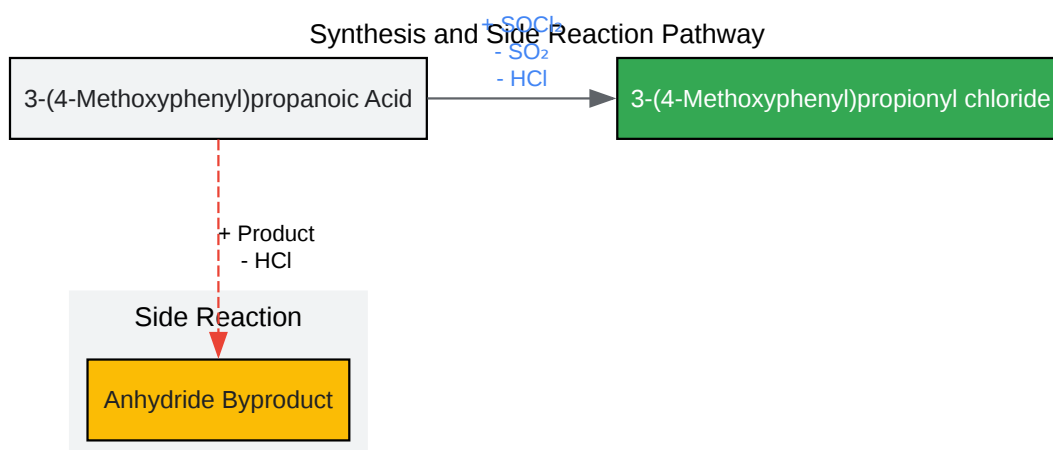 Synthesis and Side Reaction Pathway
+ SOCl₂
- SO₂
- HCl
3-(4-Methoxyphenyl)propanoic Acid
3-(4-Methoxyphenyl)propionyl chloride
+ Product
- HCl
Side Reaction
Anhydride Byproduct